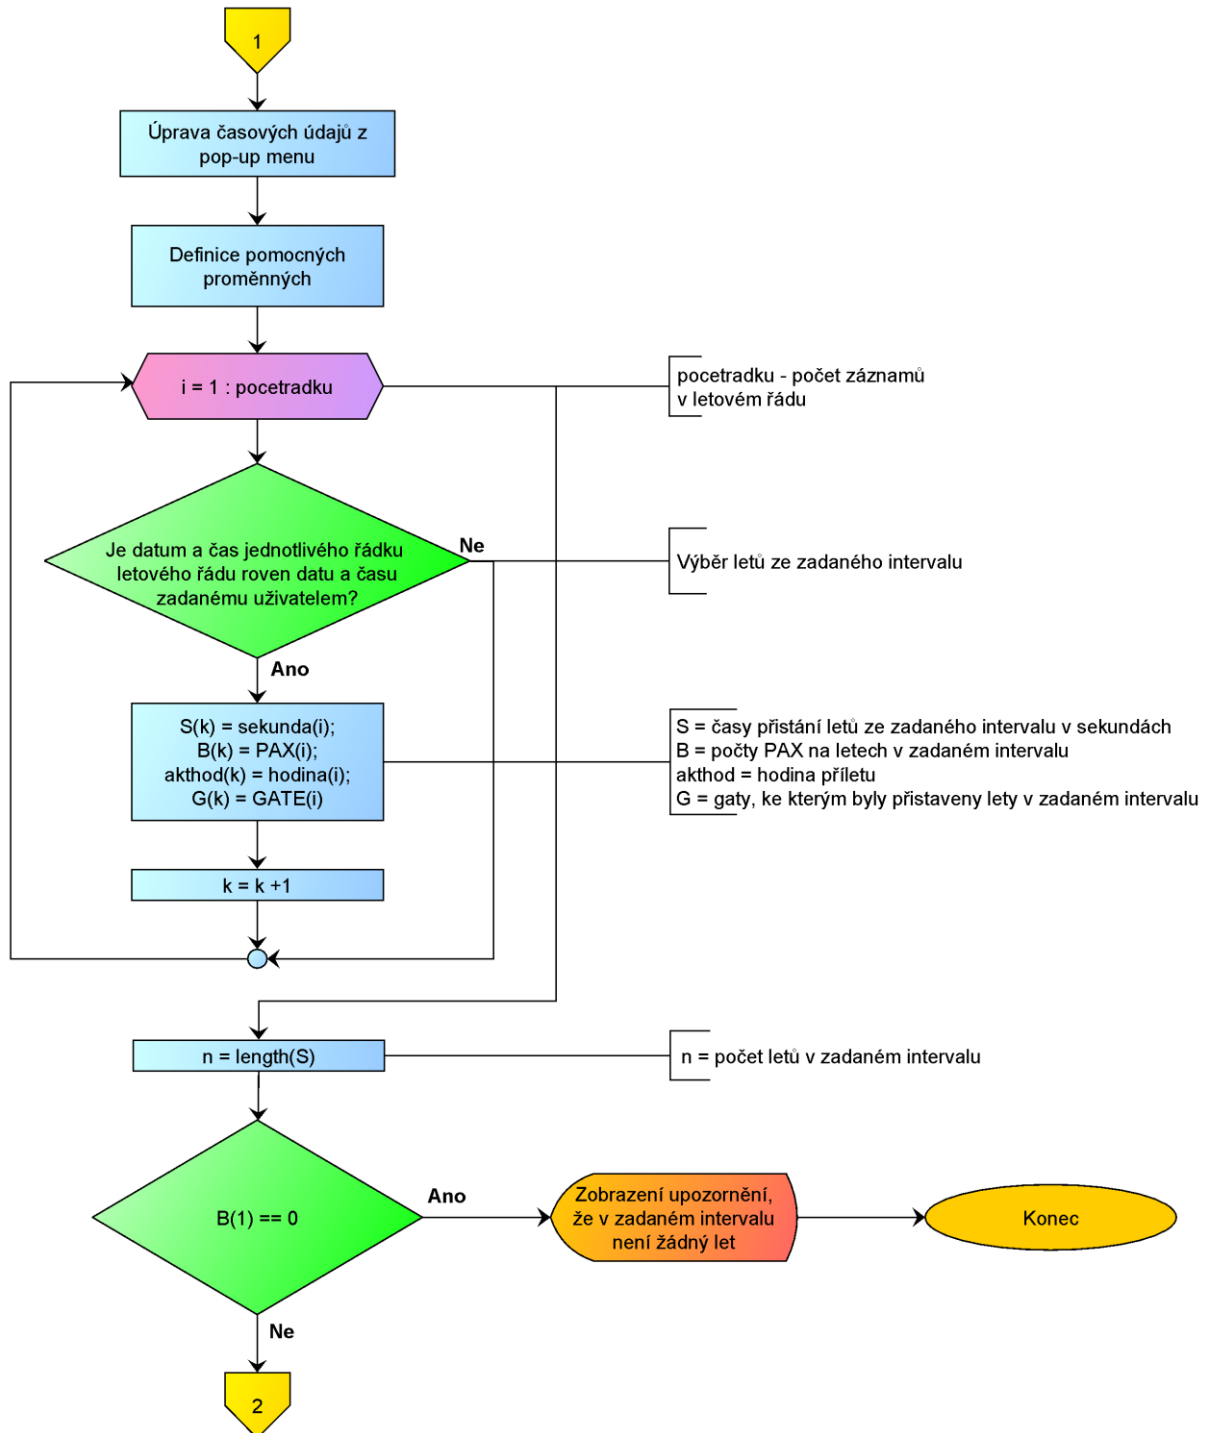 1
Úprava časových údajů z
pop-up menu
Definice pomocných
proměnných
i = 1 : pocetradku
pocetradku - počet záznamů
v letovém řádu
Je datum a čas jednotlivého řádku
letového řádu roven datu a času
zadanému uživatelem?
Ne
Výběr letů ze zadaného intervalu
Ano
S(k) = sekunda(i);
B(k) = PAX(i);
akthod(k) = hodina(i);
G(k) = GATE(i)
S = časy přistání letů ze zadaného intervalu v sekundách
B = počty PAX na letech v zadaném intervalu
akthod = hodina příletu
G = gaty, ke kterým byly přistaveny lety v zadaném intervalu
k = k +1
n = length(S)
n = počet letů v zadaném intervalu
B(1) == 0
Ano
Zobrazení upozornění,
že v zadaném intervalu
není žádný let
Konec
Ne
2